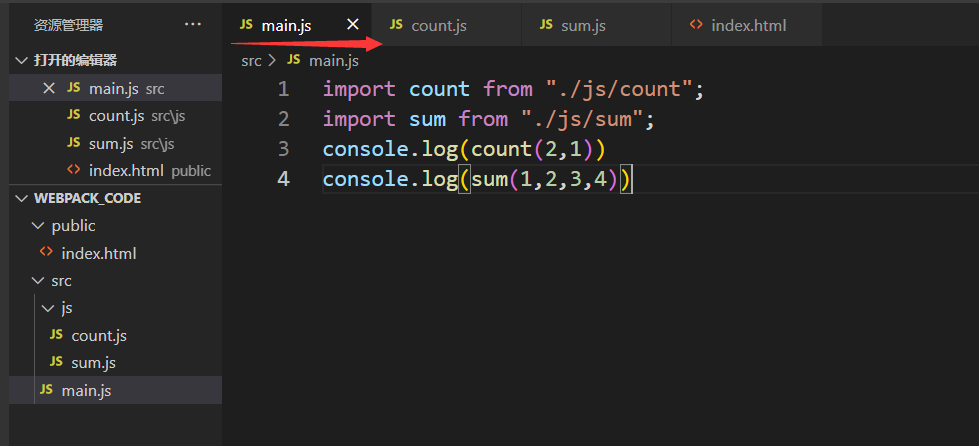 资源管理器 ···
打开的编辑器
JS main.js src
JS count.js src\js
JS sum.js src\js
<> index.html public
WEBPACK_CODE
public
<> index.html
src
js
JS count.js
JS sum.js
JS main.js
JS main.js JS count.js JS sum.js <> index.html
src > JS main.js
1 import count from "./js/count";
2 import sum from "./js/sum";
3 console.log(count(2,1))
4 console.log(sum(1,2,3,4))